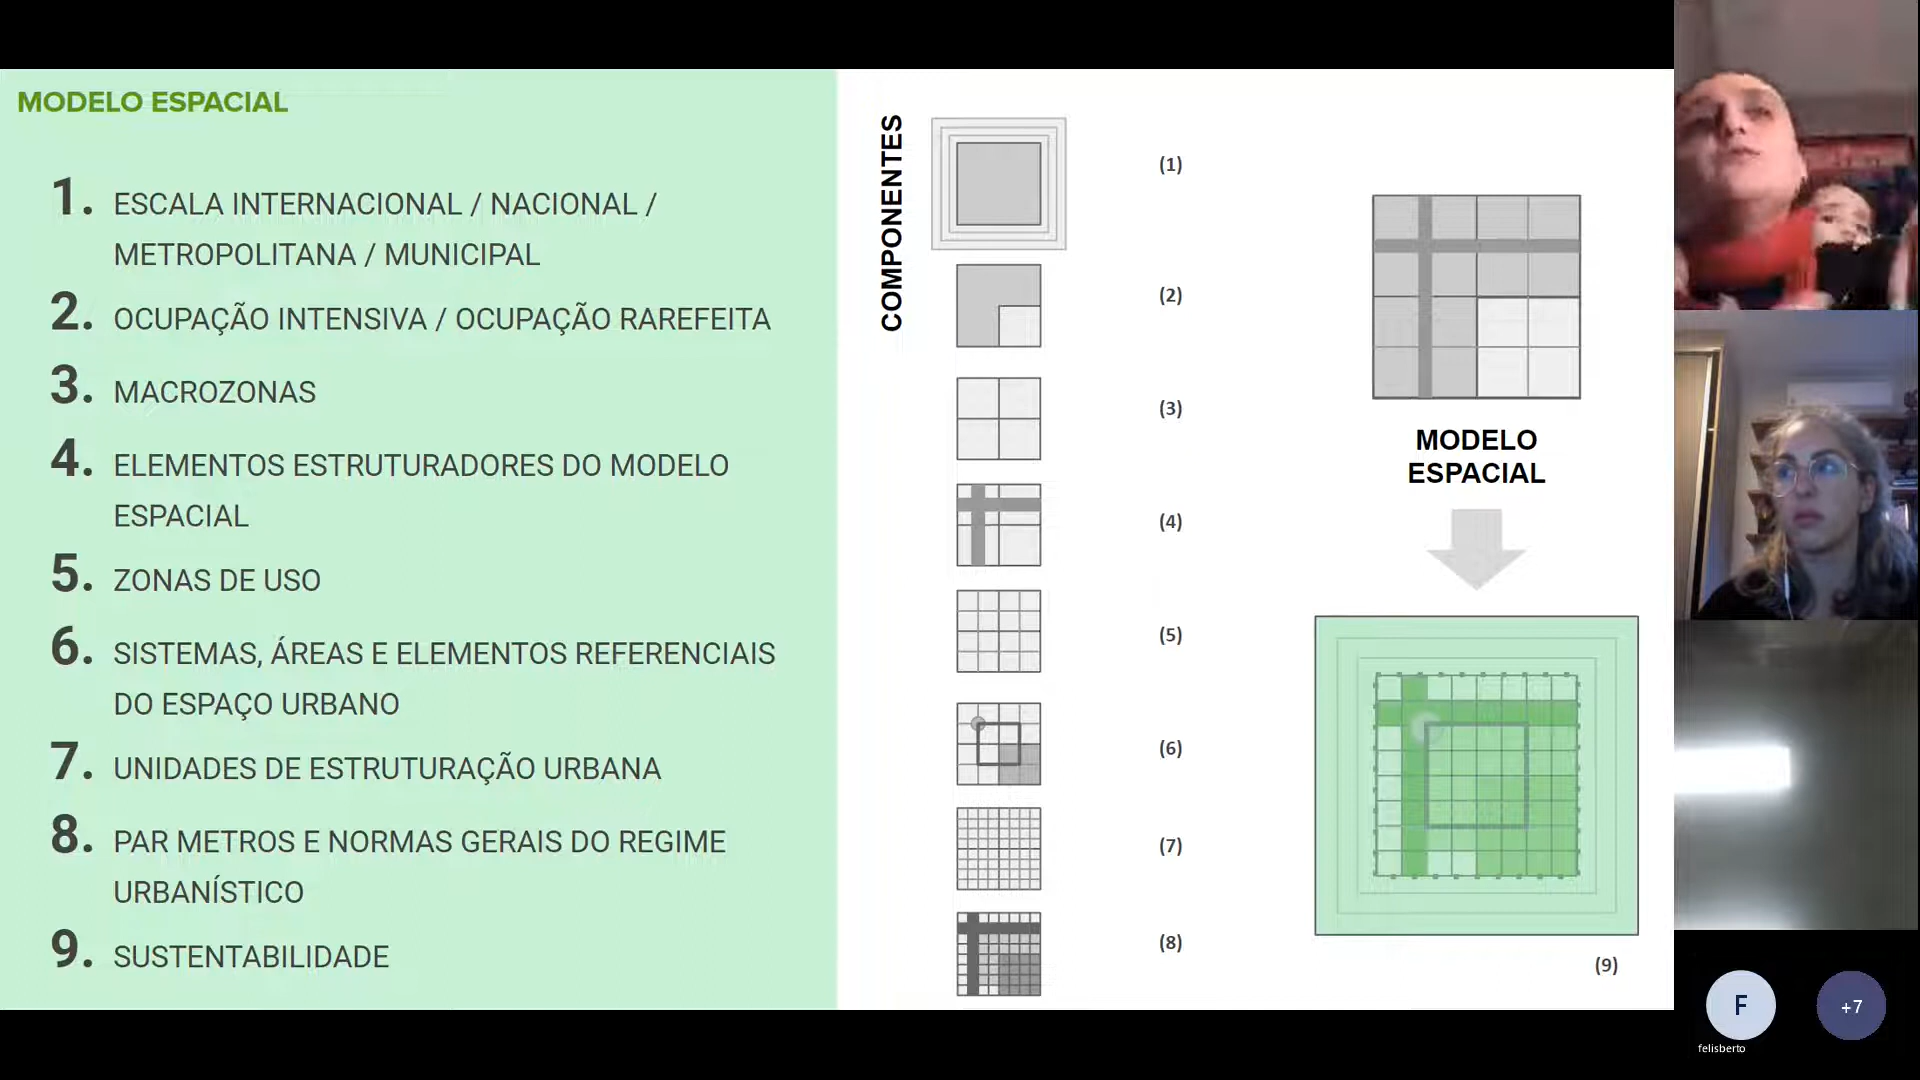 MODELO ESPACIAL
1. ESCALA INTERNACIONAL / NACIONAL /
METROPOLITANA / MUNICIPAL
2. OCUPAÇÃO INTENSIVA / OCUPAÇÃO RAREFEITA
3. MACROZONAS
4. ELEMENTOS ESTRUTURADORES DO MODELO
ESPACIAL
5. ZONAS DE USO
6. SISTEMAS, ÁREAS E ELEMENTOS REFERENCIAIS
DO ESPAÇO URBANO
7. UNIDADES DE ESTRUTURAÇÃO URBANA
8. PAR METROS E NORMAS GERAIS DO REGIME
URBANÍSTICO
9. SUSTENTABILIDADE
COMPONENTES
(1)
(2)
(3)
(4)
(5)
(6)
(7)
(8)
MODELO
ESPACIAL
(9)
F
felisberto
+7